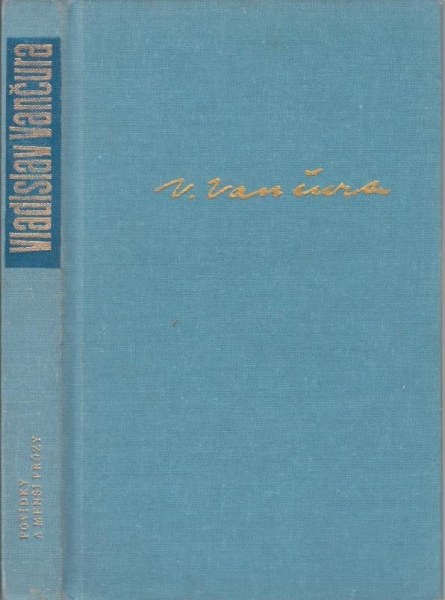 Vladislav Vančura
POVÍDKY
A MENŠÍ PRÓZY
V. Vančura